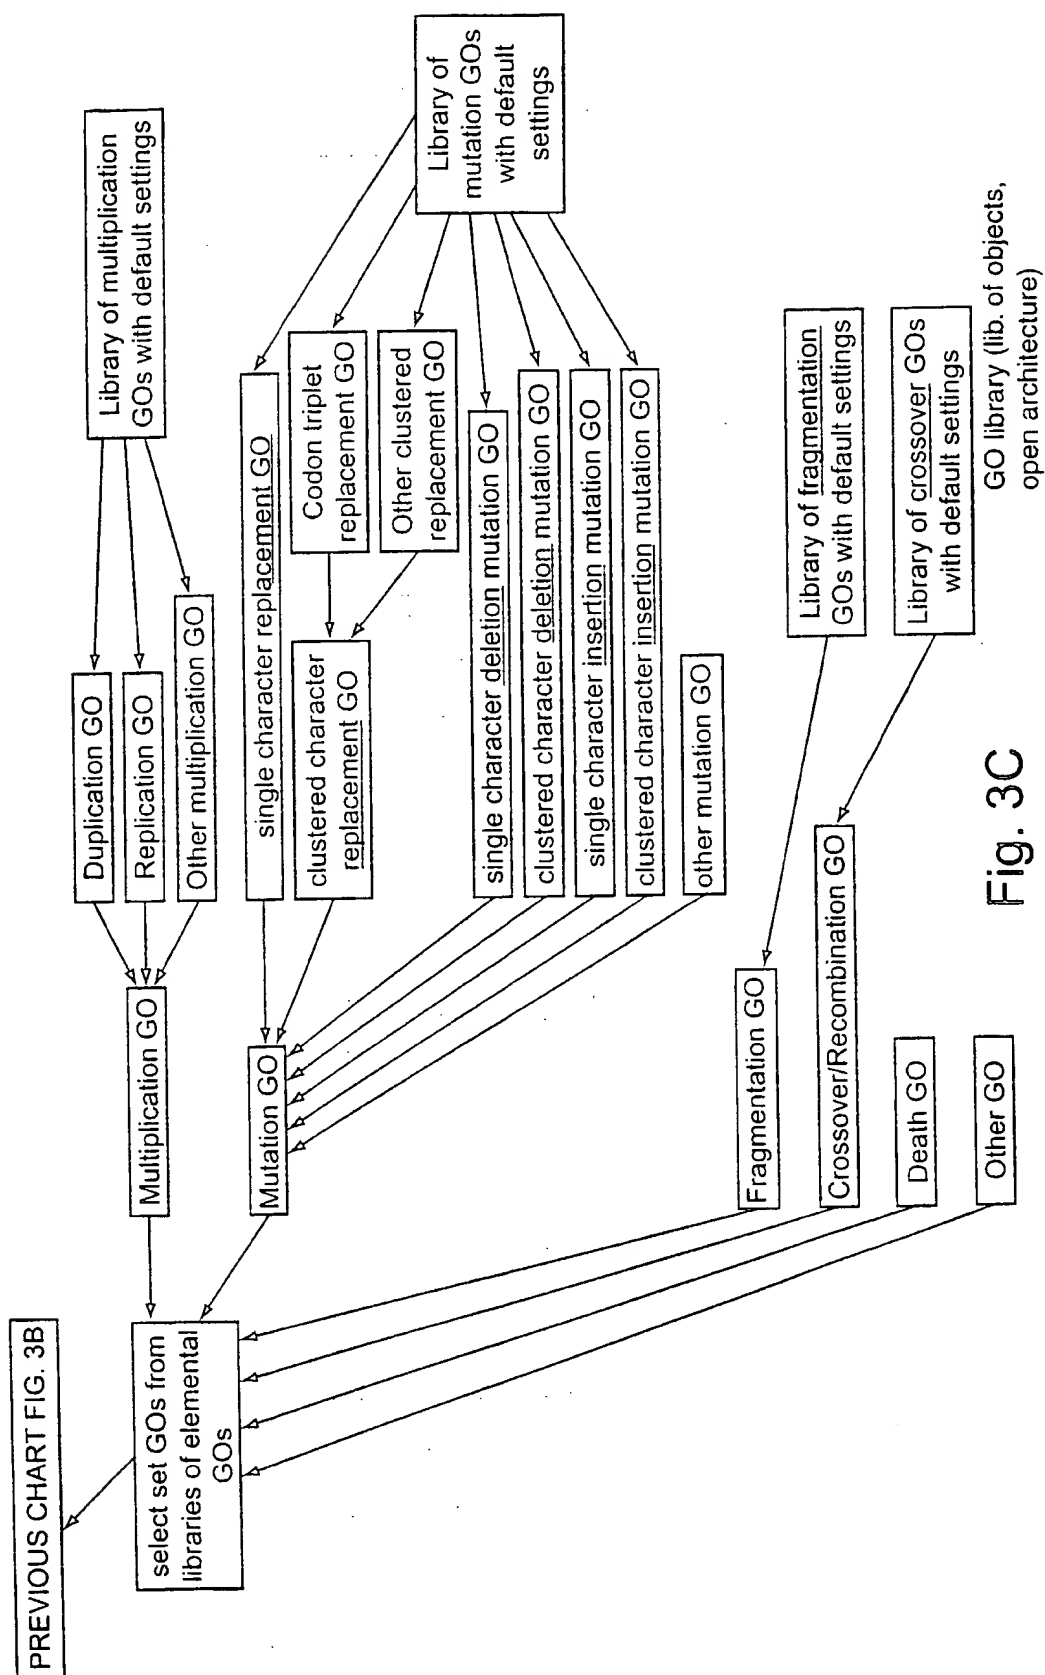 PREVIOUS CHART FIG. 3B
select set GOs from
libraries of elemental
GOs
Multiplication GO
Mutation GO
Fragmentation GO
Crossover/Recombination GO
Death GO
Other GO
Duplication GO
Replication GO
Other multiplication GO
single character replacement GO
clustered character
replacement GO
single character deletion mutation GO
clustered character deletion mutation GO
single character insertion mutation GO
clustered character insertion mutation GO
other mutation GO
Codon triplet
replacement GO
Other clustered
replacement GO
Library of multiplication
GOs with default settings
Library of
mutation GOs
with default
settings
Library of fragmentation
GOs with default settings
Library of crossover GOs
with default settings
GO library (lib. of objects,
open architecture)
Fig. 3C